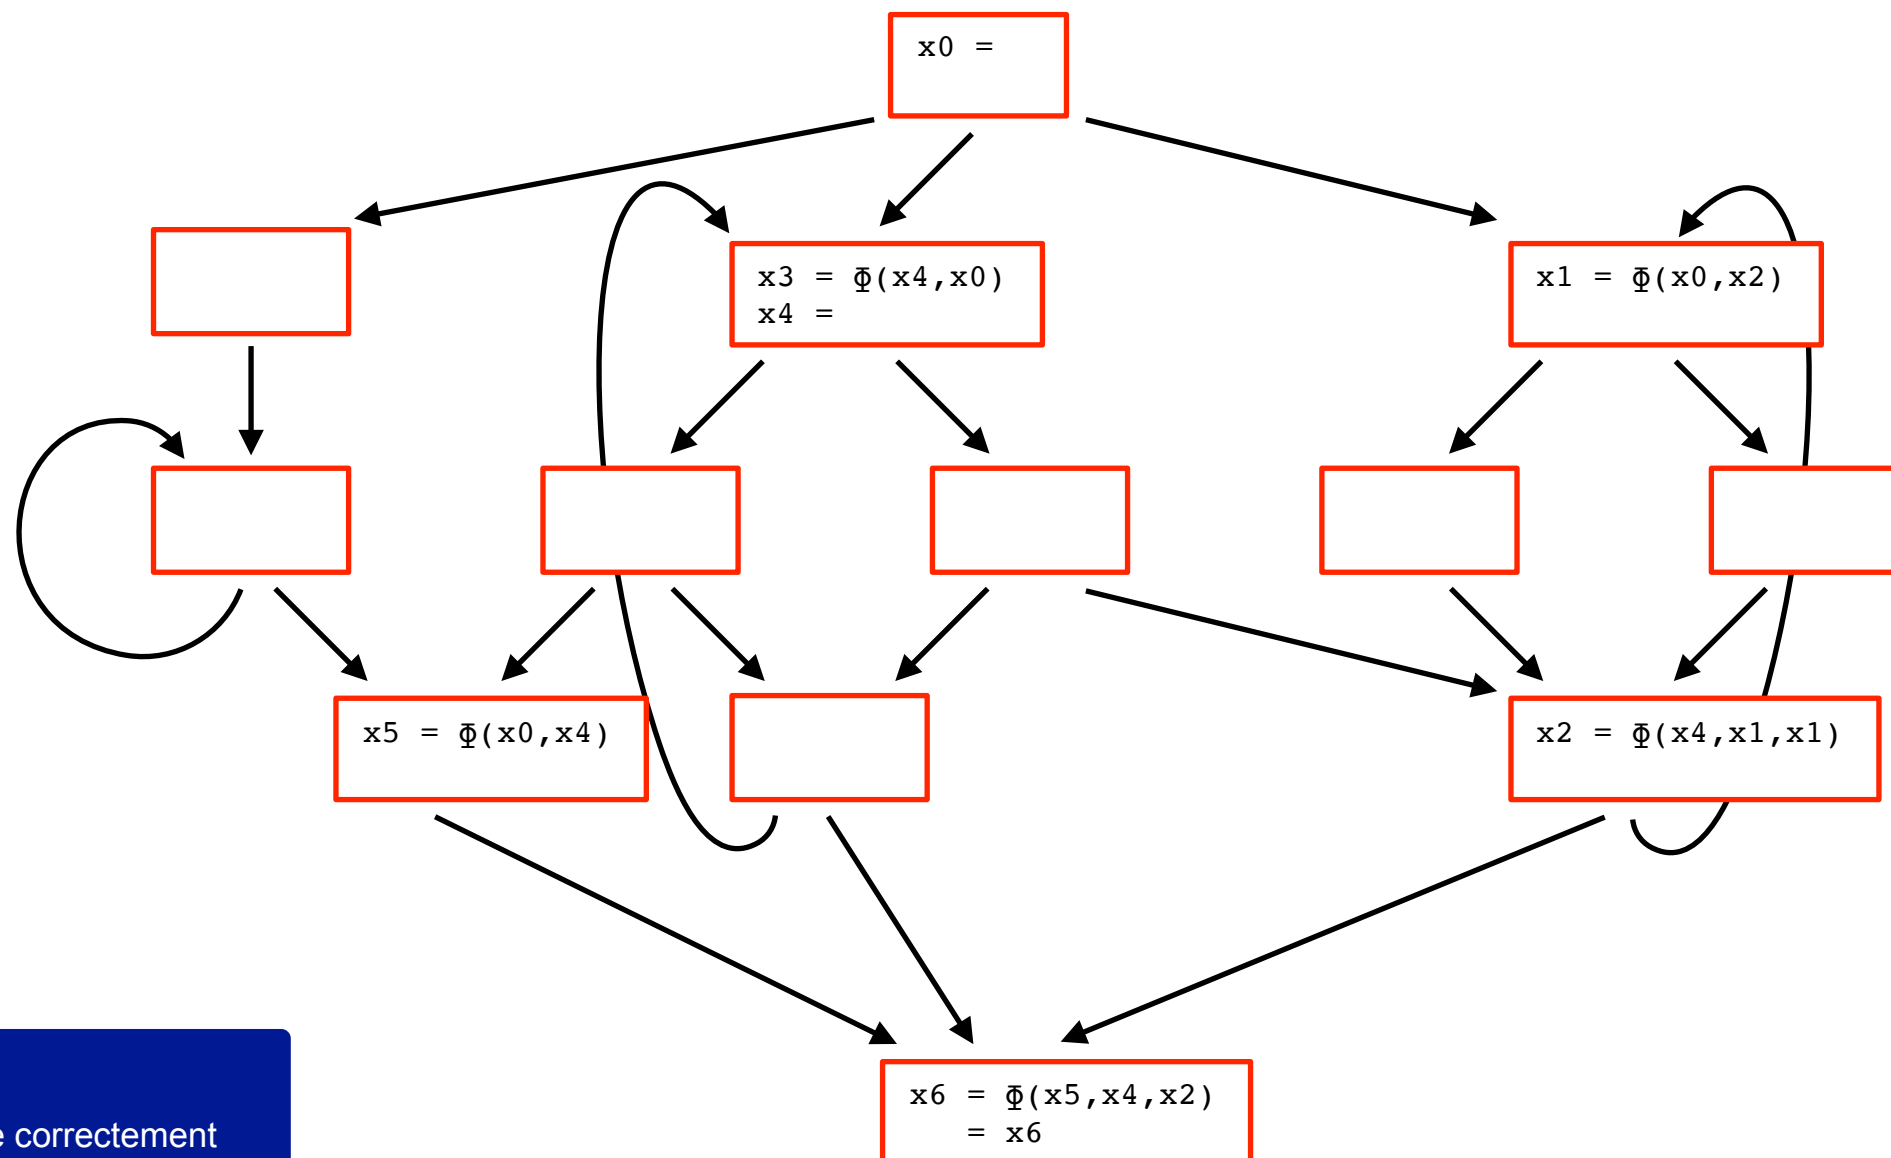 x0 =
x3 = Φ(x4,x0)
x4 =
x1 = Φ(x0,x2)
x5 = Φ(x0,x4)
x2 = Φ(x4,x1,x1)
x6 = Φ(x5,x4,x2)
= x6
correctement